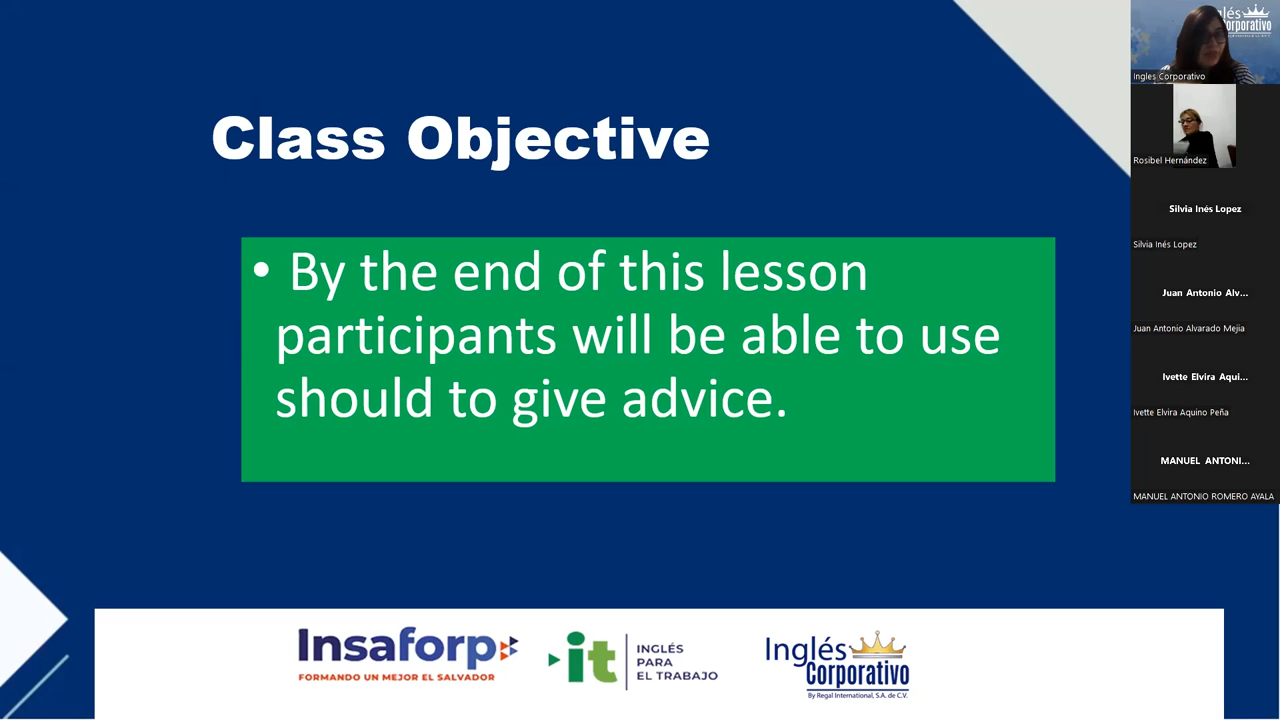 Class Objective
• By the end of this lesson
participants will be able to use
should to give advice.
Insaforp
FORMANDO UN MEJOR EL SALVADOR
it
INGLÉS
PARA
EL TRABAJO
Inglés
Corporativo
By Regal International, S.A. de C.V.
glés
orporativo
Ingles Corporativo
Rosibel Hernández
Silvia Inés Lopez
Silvia Inés Lopez
Juan Antonio Alv...
Juan Antonio Alvarado Mejia
Ivette Elvira Aqui...
Ivette Elvira Aquino Peña
MANUEL ANTONI...
MANUEL ANTONIO ROMERO AYALA